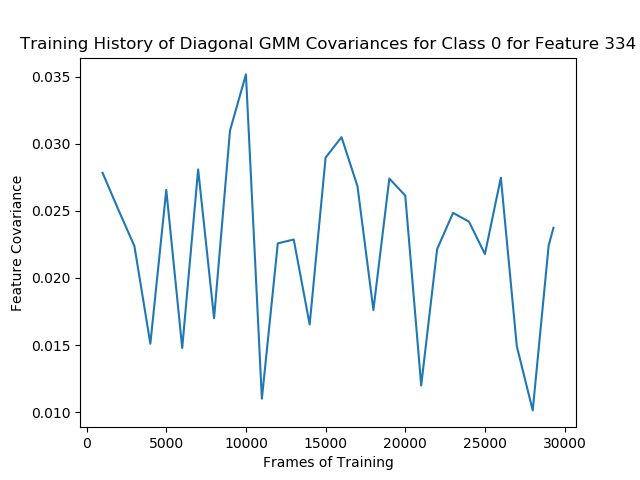 Training History of Diagonal GMM Covariances for Class 0 for Feature 334
0.035
0.030
0.025
0.020
0.015
0.010
Feature Covariance
0 5000 10000 15000 20000 25000 30000
Frames of Training